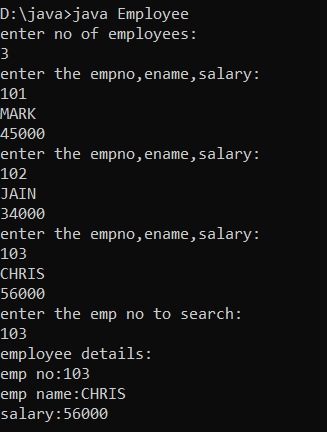 D:\java>java Employee
enter no of employees:
3
enter the empno,ename,salary:
101
MARK
45000
enter the empno,ename,salary:
102
JAIN
34000
enter the empno,ename,salary:
103
CHRIS
56000
enter the emp no to search:
103
employee details:
emp no:103
emp name:CHRIS
salary:56000